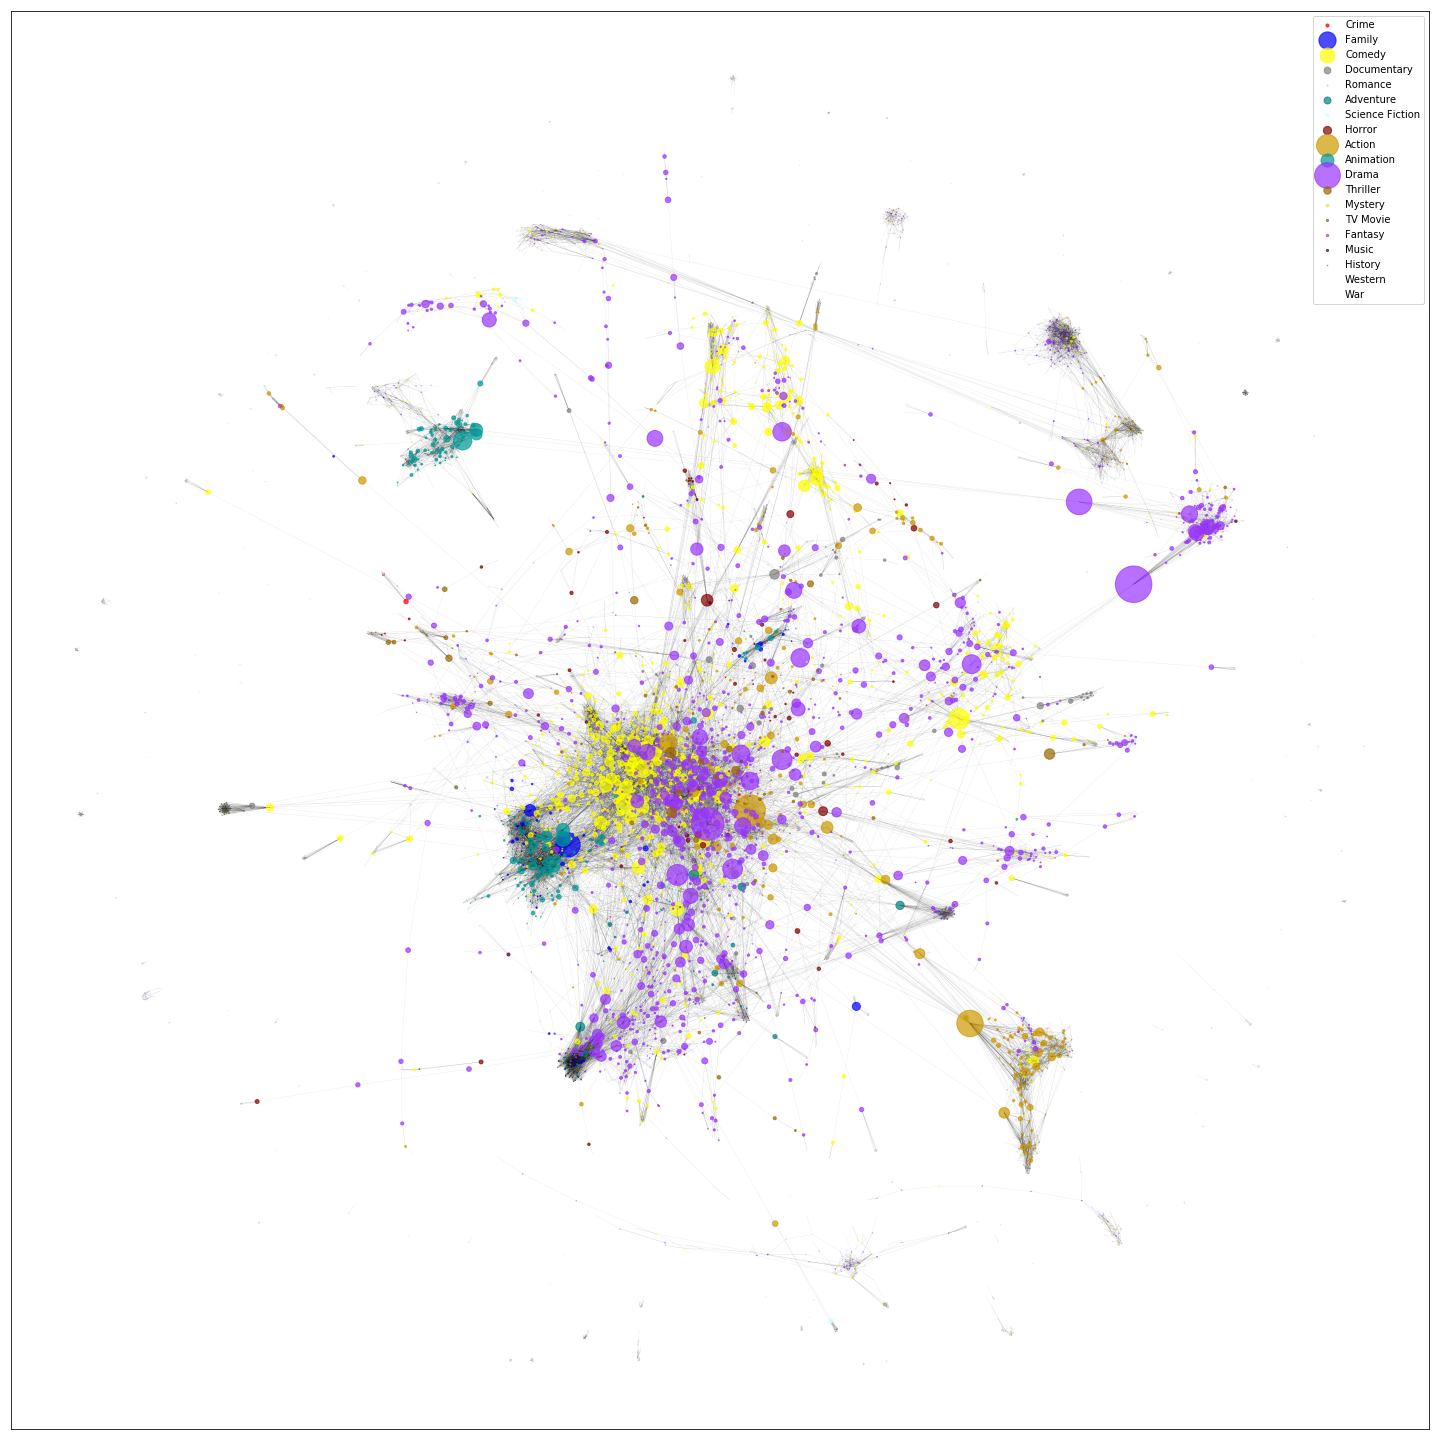 Crime
Family
Comedy
Documentary
Romance
Adventure
Science Fiction
Horror
Action
Animation
Drama
Thriller
Mystery
TV Movie
Fantasy
Music
History
Western
War